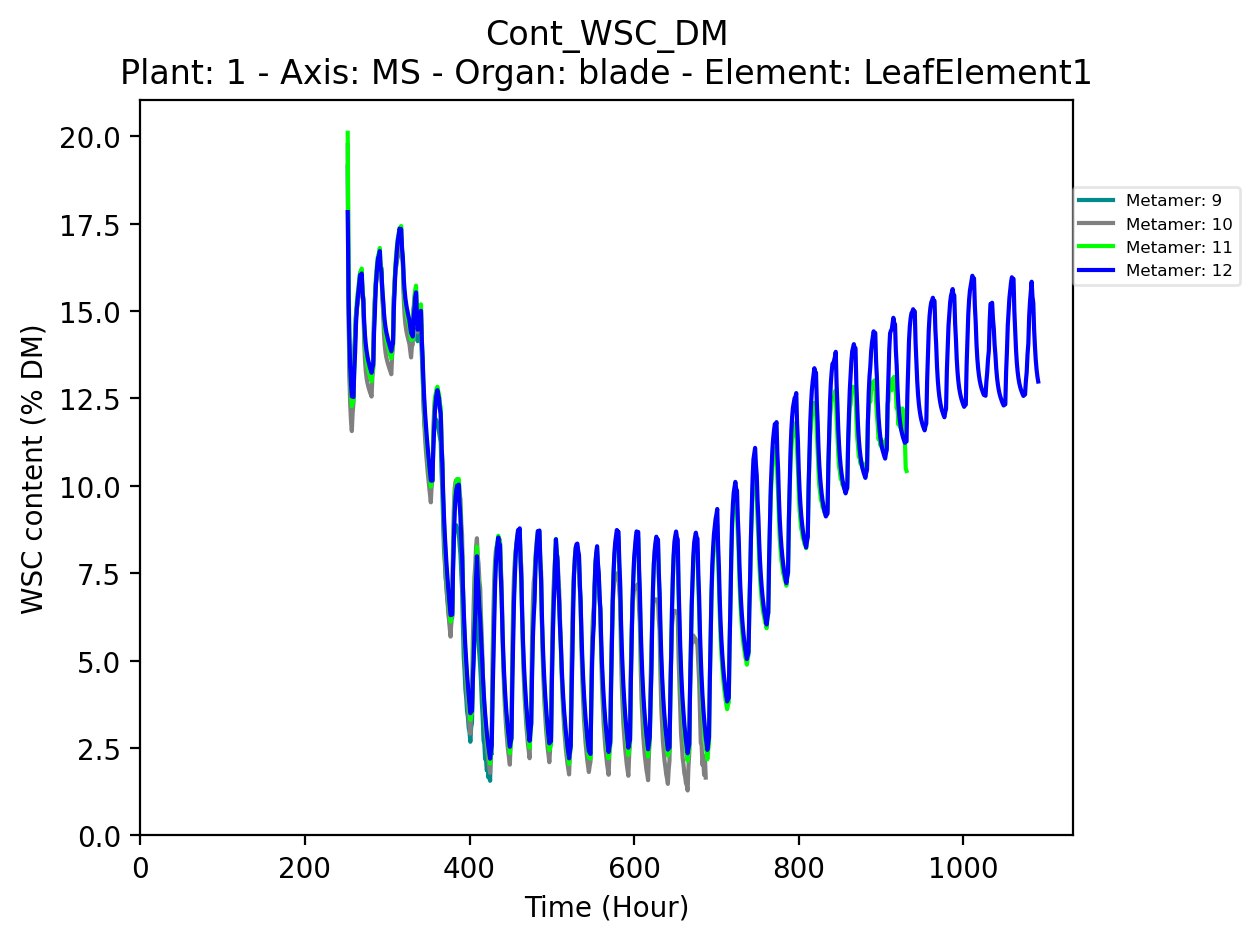 Cont_WSC_DM
Plant: 1 - Axis: MS - Organ: blade - Element: LeafElement1
20.0
17.5
15.0
12.5
10.0
7.5
5.0
2.5
0.0
WSC content (% DM)
Metamer: 9
Metamer: 10
Metamer: 11
Metamer: 12
0 200 400 600 800 1000
Time (Hour)